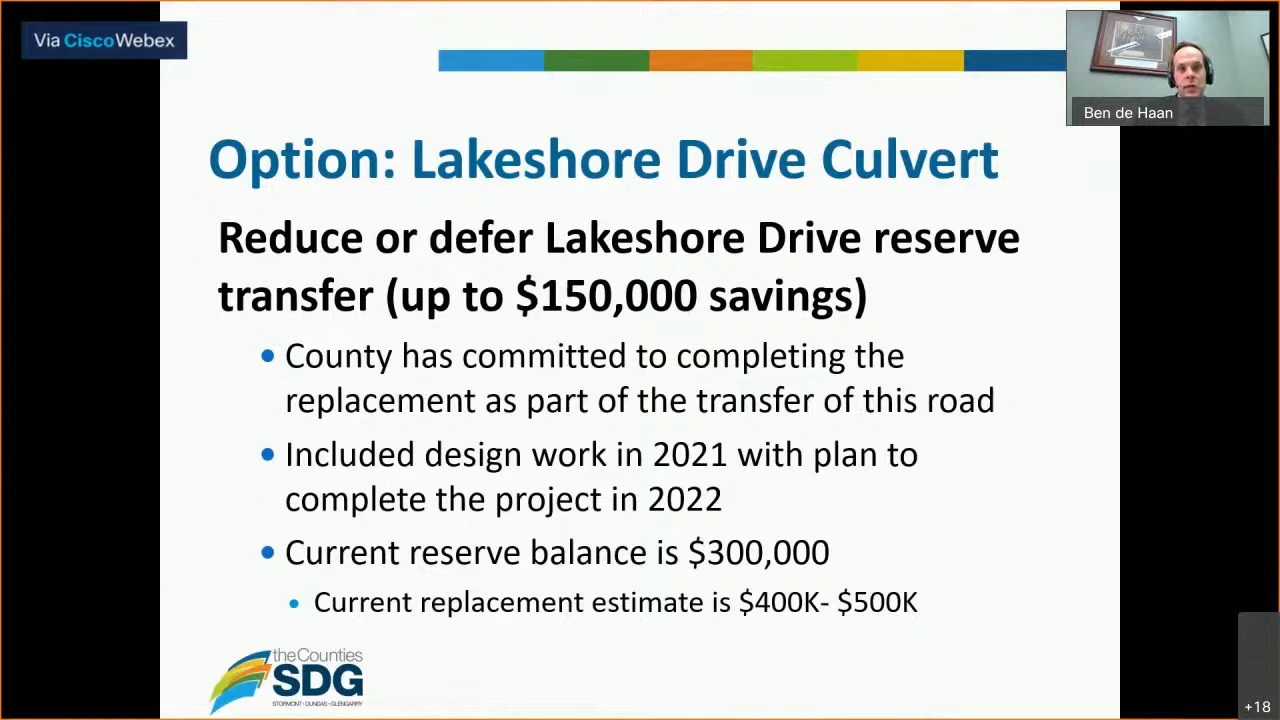 Via CiscoWebex
Ben de Haan
Option: Lakeshore Drive Culvert
Reduce or defer Lakeshore Drive reserve
transfer (up to $150,000 savings)
• County has committed to completing the
replacement as part of the transfer of this road
• Included design work in 2021 with plan to
complete the project in 2022
• Current reserve balance is $300,000
• Current replacement estimate is $400K- $500K
theCounties
SDG
STORMONT • DUNDAS • GLENGARRY
+18